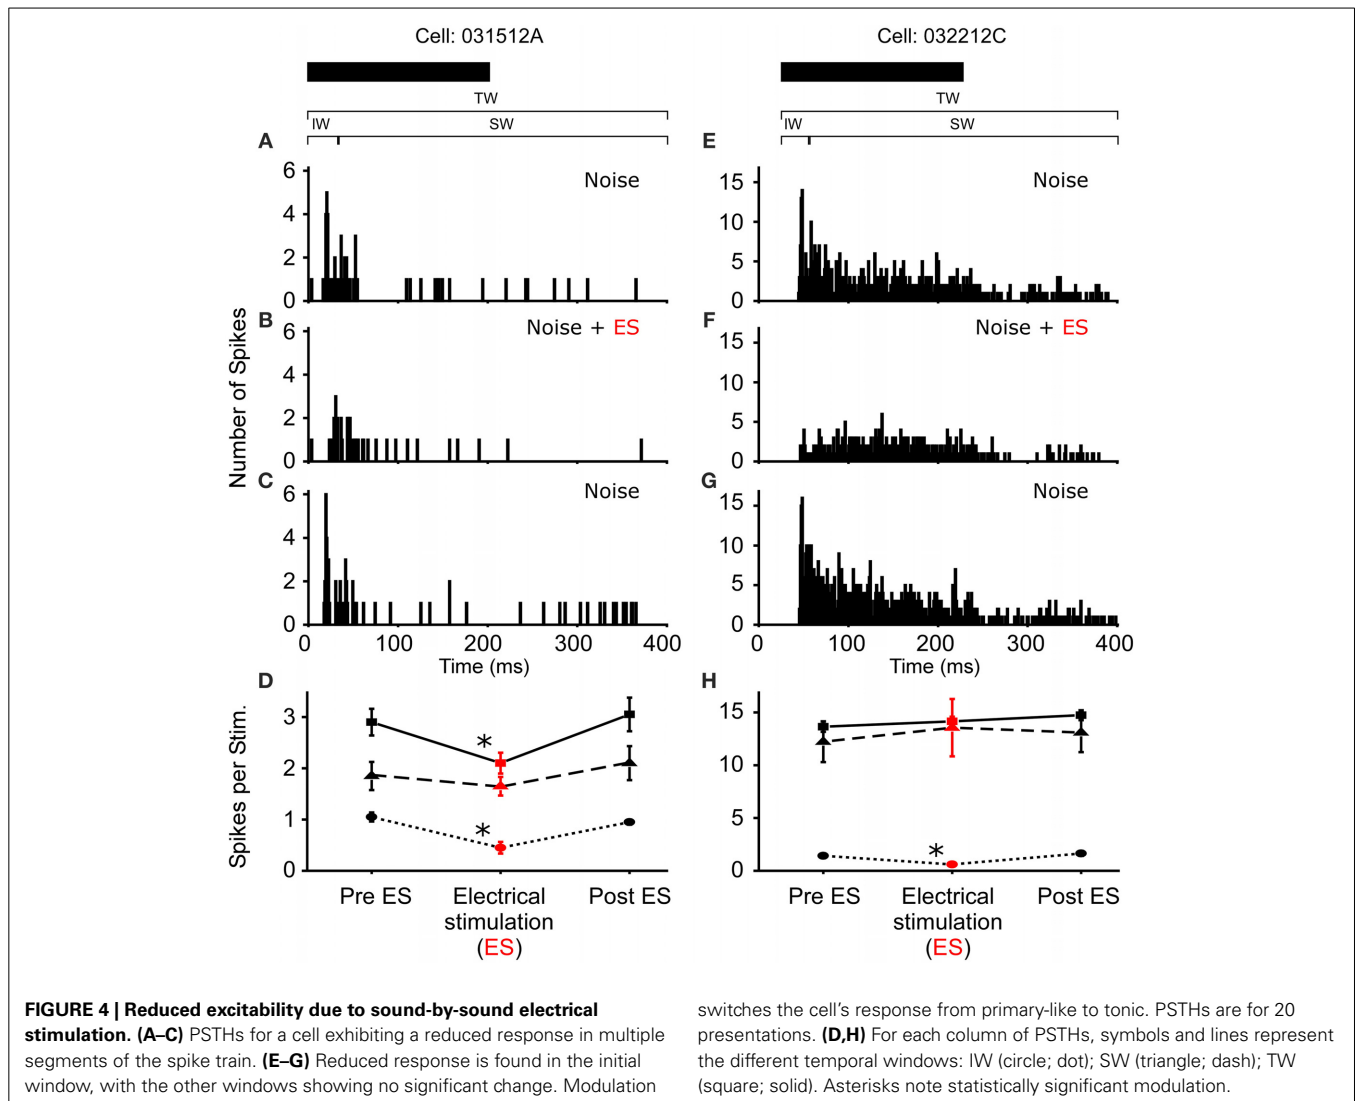 Cell: 031512A
TW
IW SW
A
6
4
2
0
Noise
B
6
4
2
0
Noise + ES
C
6
4
2
0
Noise
Number of Spikes
0 100 200 300 400
Time (ms)
D
3
2
1
0
*
*
Spikes per Stim.
Pre ES Electrical stimulation (ES) Post ES
Cell: 032212C
TW
IW SW
E
15
10
5
0
Noise
F
15
10
5
0
Noise + ES
G
15
10
5
0
Noise
0 100 200 300 400
Time (ms)
H
15
10
5
0
*
Pre ES Electrical stimulation (ES) Post ES
FIGURE 4 | Reduced excitability due to sound-by-sound electrical
stimulation. (A–C) PSTHs for a cell exhibiting a reduced response in multiple
segments of the spike train. (E–G) Reduced response is found in the initial
window, with the other windows showing no significant change. Modulation
switches the cell's response from primary-like to tonic. PSTHs are for 20
presentations. (D,H) For each column of PSTHs, symbols and lines represent
the different temporal windows: IW (circle; dot); SW (triangle; dash); TW
(square; solid). Asterisks note statistically significant modulation.